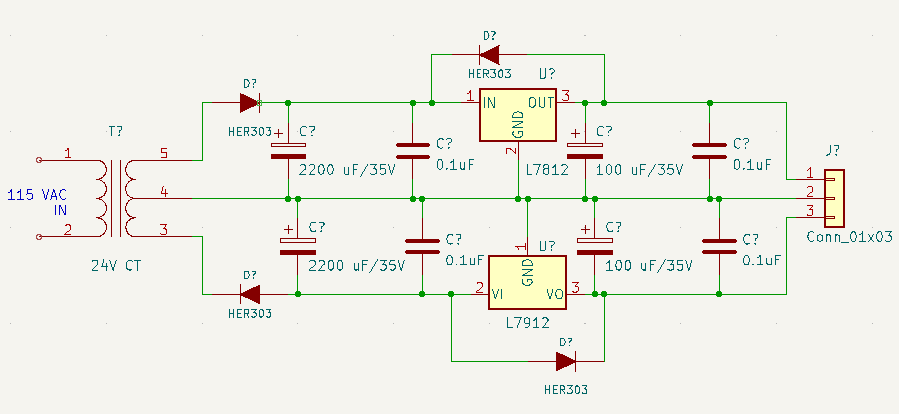 D?
HER303
U?
D?
1
IN
OUT
3
HER303
+
C?
GND
+
C?
T?
C?
C?
J?
1
5
2200 uF/35V
0.1uF
2
L7812
100 uF/35V
0.1uF
1
115 VAC
IN
4
2
2
3
3
Conn_01x03
+
C?
C?
1
U?
+
C?
C?
24V CT
2200 uF/35V
0.1uF
GND
100 uF/35V
0.1uF
D?
2
VI
VO
3
HER303
L7912
D?
HER303